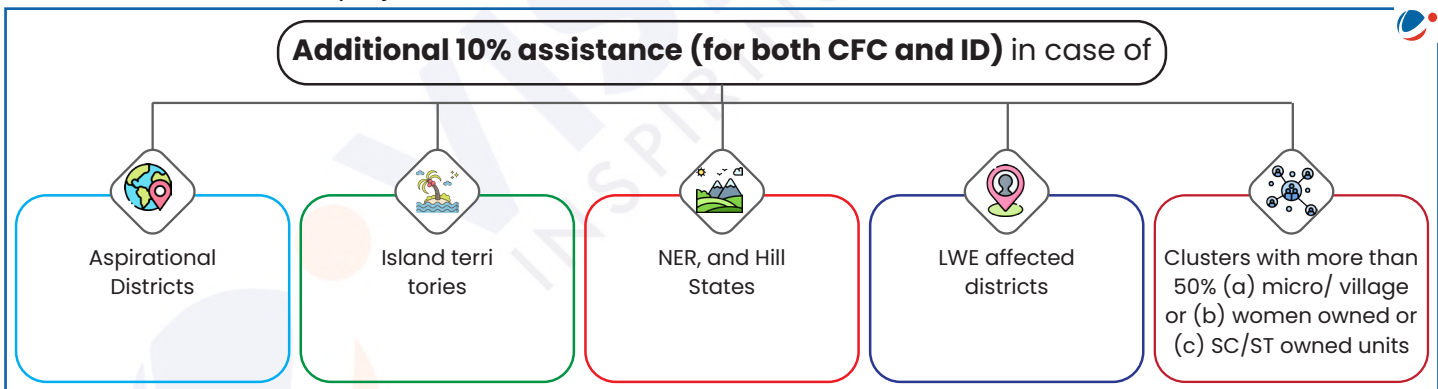 Additional 10% assistance (for both CFC and ID) in case of
Aspirational
Districts
Island terri
tories
NER, and Hill
States
LWE affected
districts
Clusters with more than
50% (a) micro/ village
or (b) women owned or
(c) SC/ST owned units